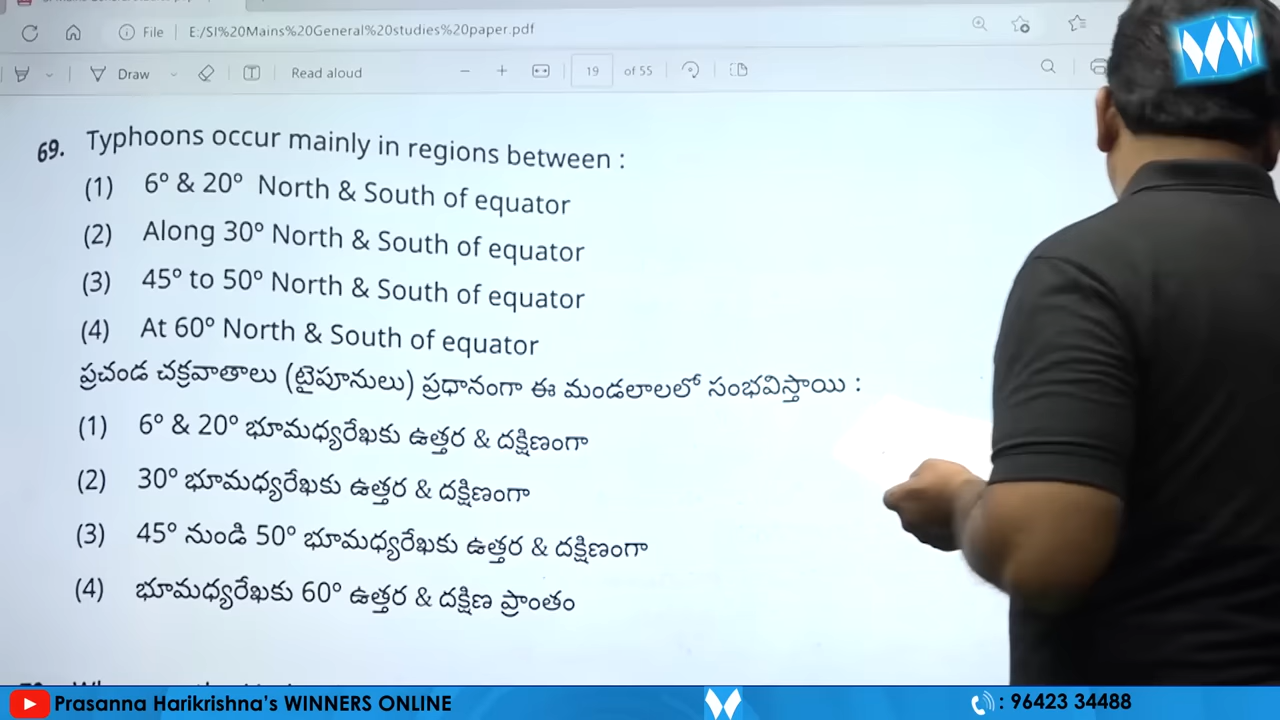 File E:/SI%20Mains%20General%20studies%20paper.pdf
Draw Read aloud 19 of 55
69. Typhoons occur mainly in regions between :
(1) 6° & 20° North & South of equator
(2) Along 30° North & South of equator
(3) 45° to 50° North & South of equator
(4) At 60° North & South of equator
ప్రచండ చక్రవాతాలు (టైపూనులు) ప్రధానంగా ఈ మండలాలలో సంభవిస్తాయి :
(1) 6° & 20° భూమధ్యరేఖకు ఉత్తర & దక్షిణంగా
(2) 30° భూమధ్యరేఖకు ఉత్తర & దక్షిణంగా
(3) 45° నుండి 50° భూమధ్యరేఖకు ఉత్తర & దక్షిణంగా
(4) భూమధ్యరేఖకు 60° ఉత్తర & దక్షిణ ప్రాంతం
Prasanna Harikrishna's WINNERS ONLINE : 96423 34488